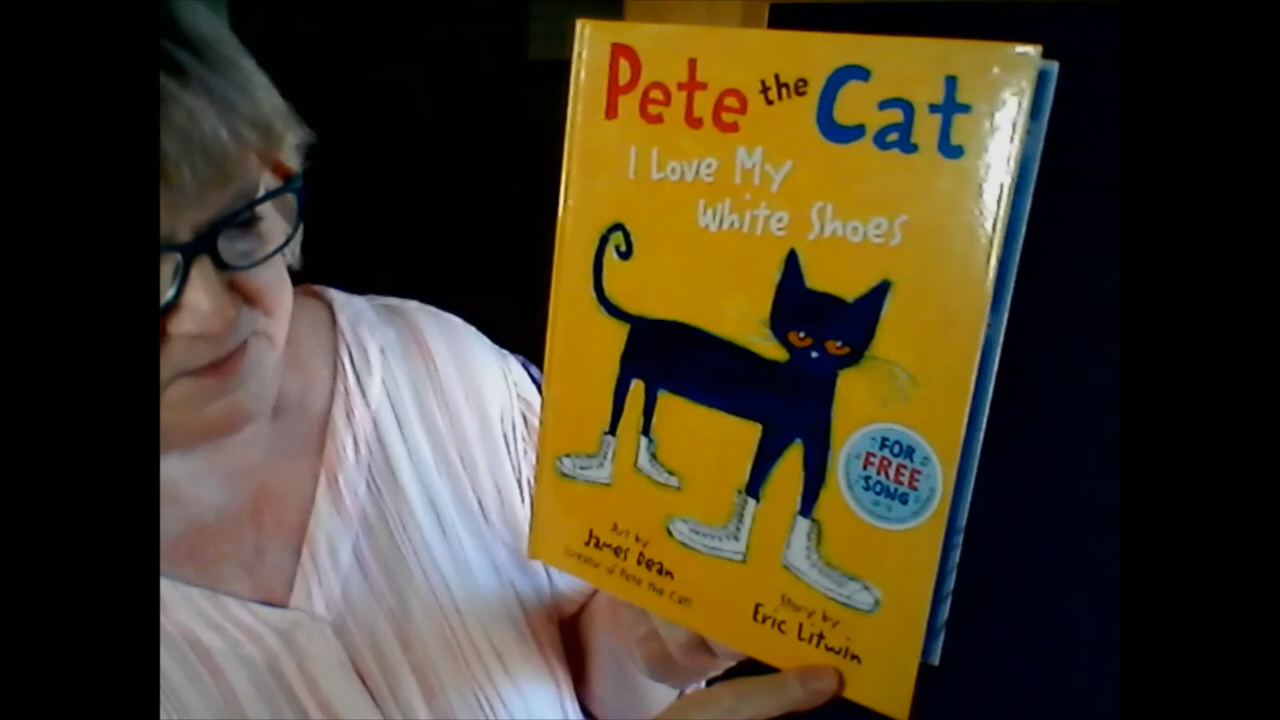 Pete the Cat
I Love My
White Shoes
FOR
FREE
SONG
Art by
James Dean
(creator of Pete the Cat)
Story by
Eric Litwin